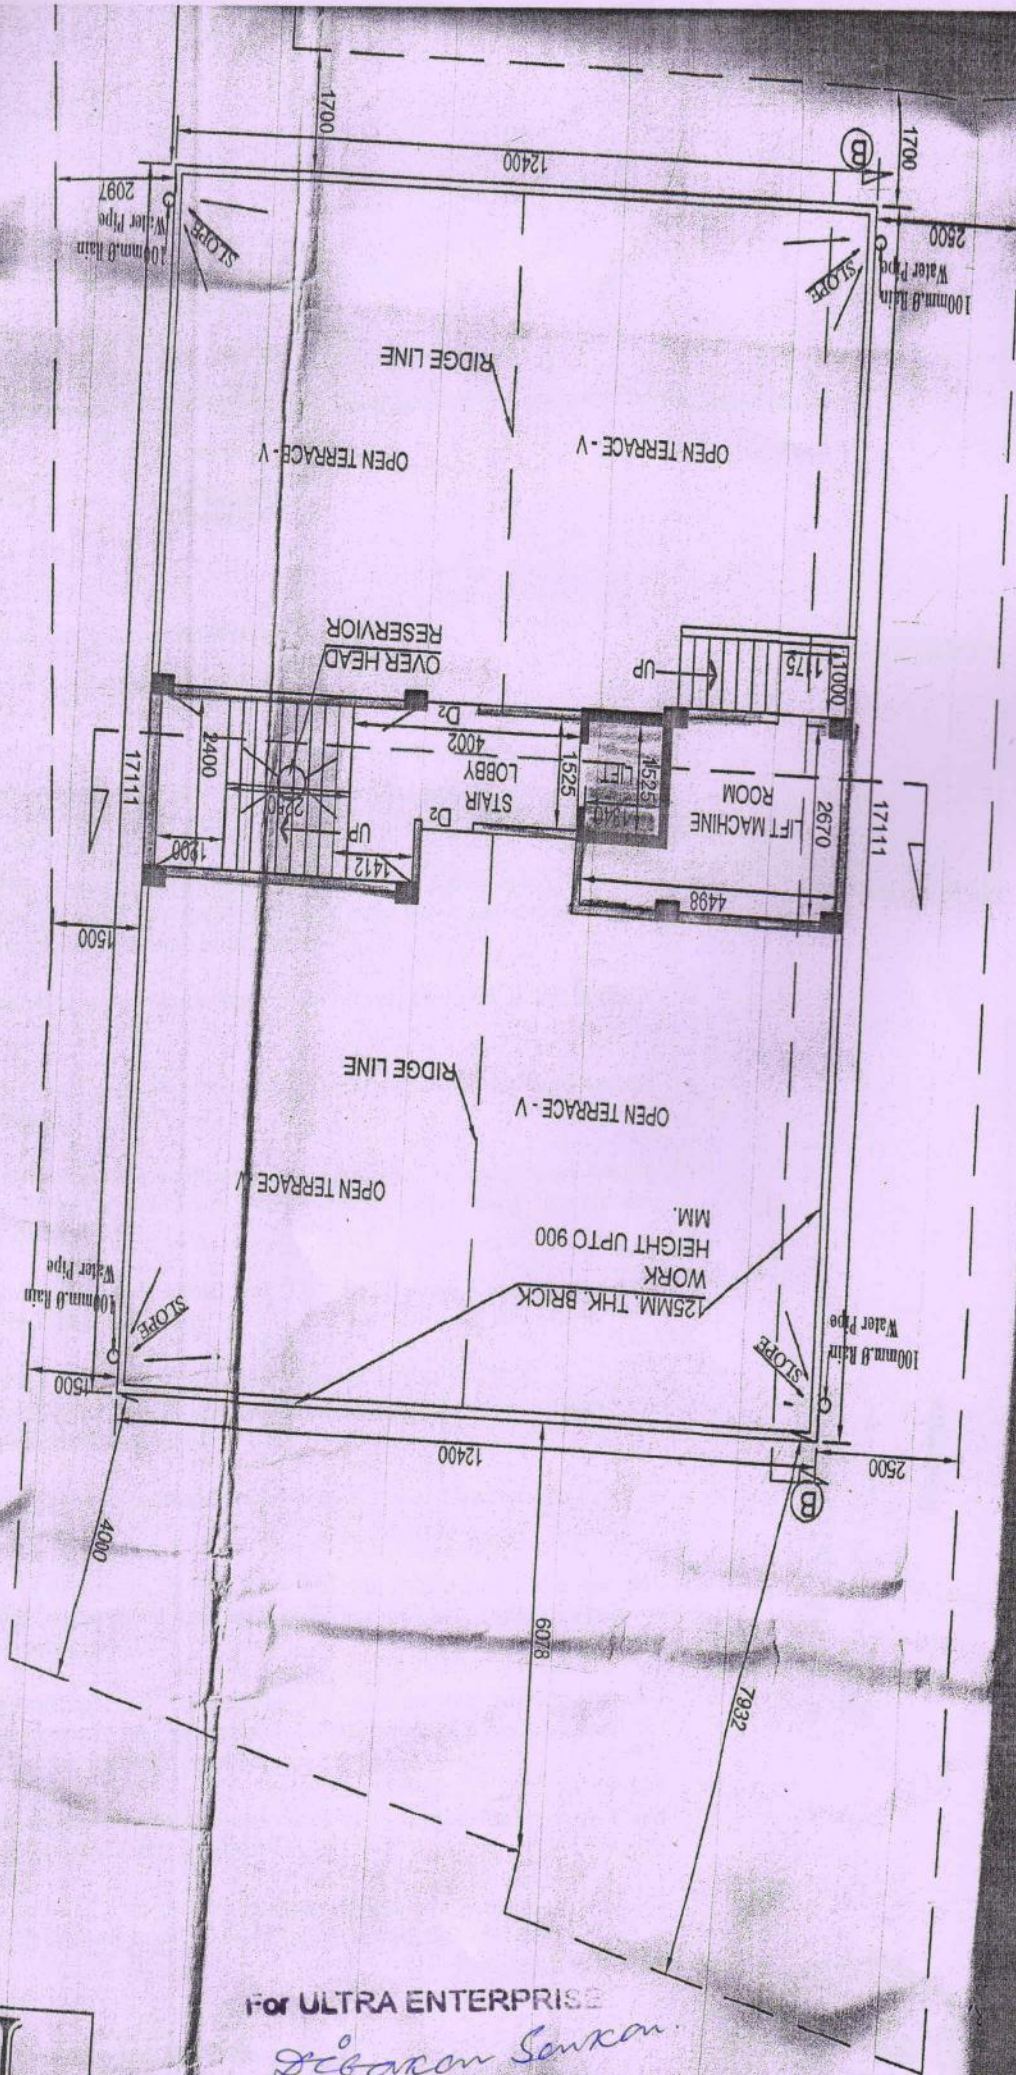 1700
1700
12400
B
2097
100mm.Ø Rain
Water Pipe
SLOPE
2500
100mm.Ø Rain
Water Pipe
SLOPE
RIDGE LINE
OPEN TERRACE - V
OPEN TERRACE - V
OVER HEAD
RESERVIOR
UP
1175
1000
17111
2400
D2
4002
STAIR
LOBBY
1525
LIFT
1525
1340
LIFT MACHINE
ROOM
2670
17111
2250
UP
D2
1200
1412
4498
1500
RIDGE LINE
OPEN TERRACE - V
OPEN TERRACE - V
125MM. THK. BRICK
WORK
HEIGHT UPTO 900
MM.
100mm.Ø Rain
Water Pipe
SLOPE
1500
100mm.Ø Rain
Water Pipe
SLOPE
12400
2500
B
4000
6078
7932
For ULTRA ENTERPRISE